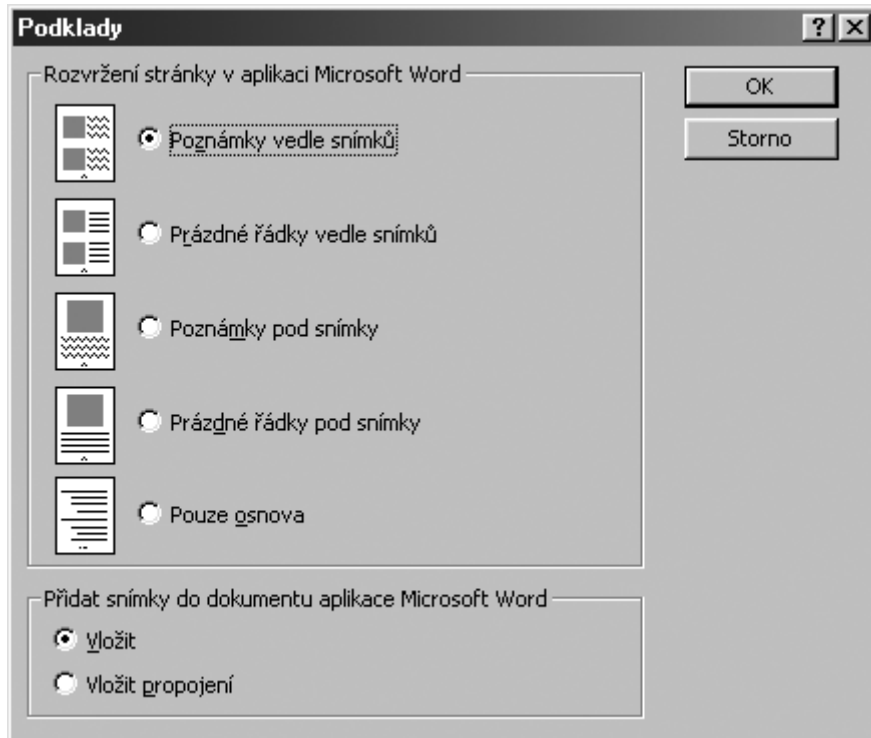 Podklady
Rozvržení stránky v aplikaci Microsoft Word
OK
Poznámky vedle snímků
Storno
Prázdné řádky vedle snímků
Poznámky pod snímky
Prázdné řádky pod snímky
Pouze osnova
Přidat snímky do dokumentu aplikace Microsoft Word
Vložit
Vložit propojení